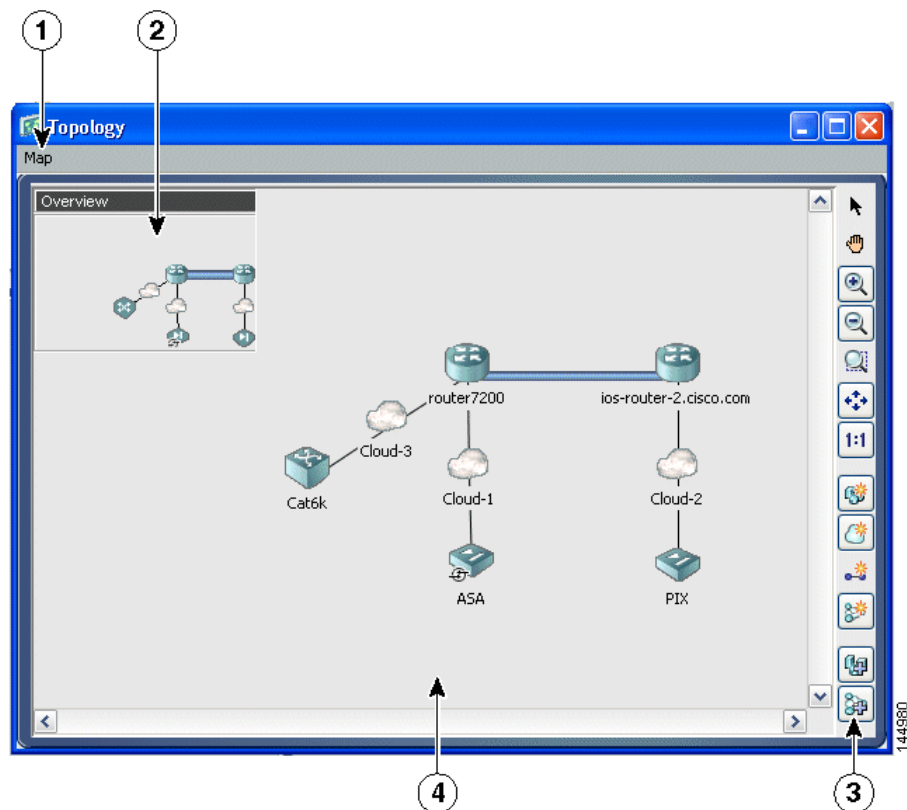 1
2
Topology
Map
Overview
router7200
ios-router-2.cisco.com
Cloud-3
1:1
Cat6k
Cloud-1
Cloud-2
ASA
PIX
144980
4
3